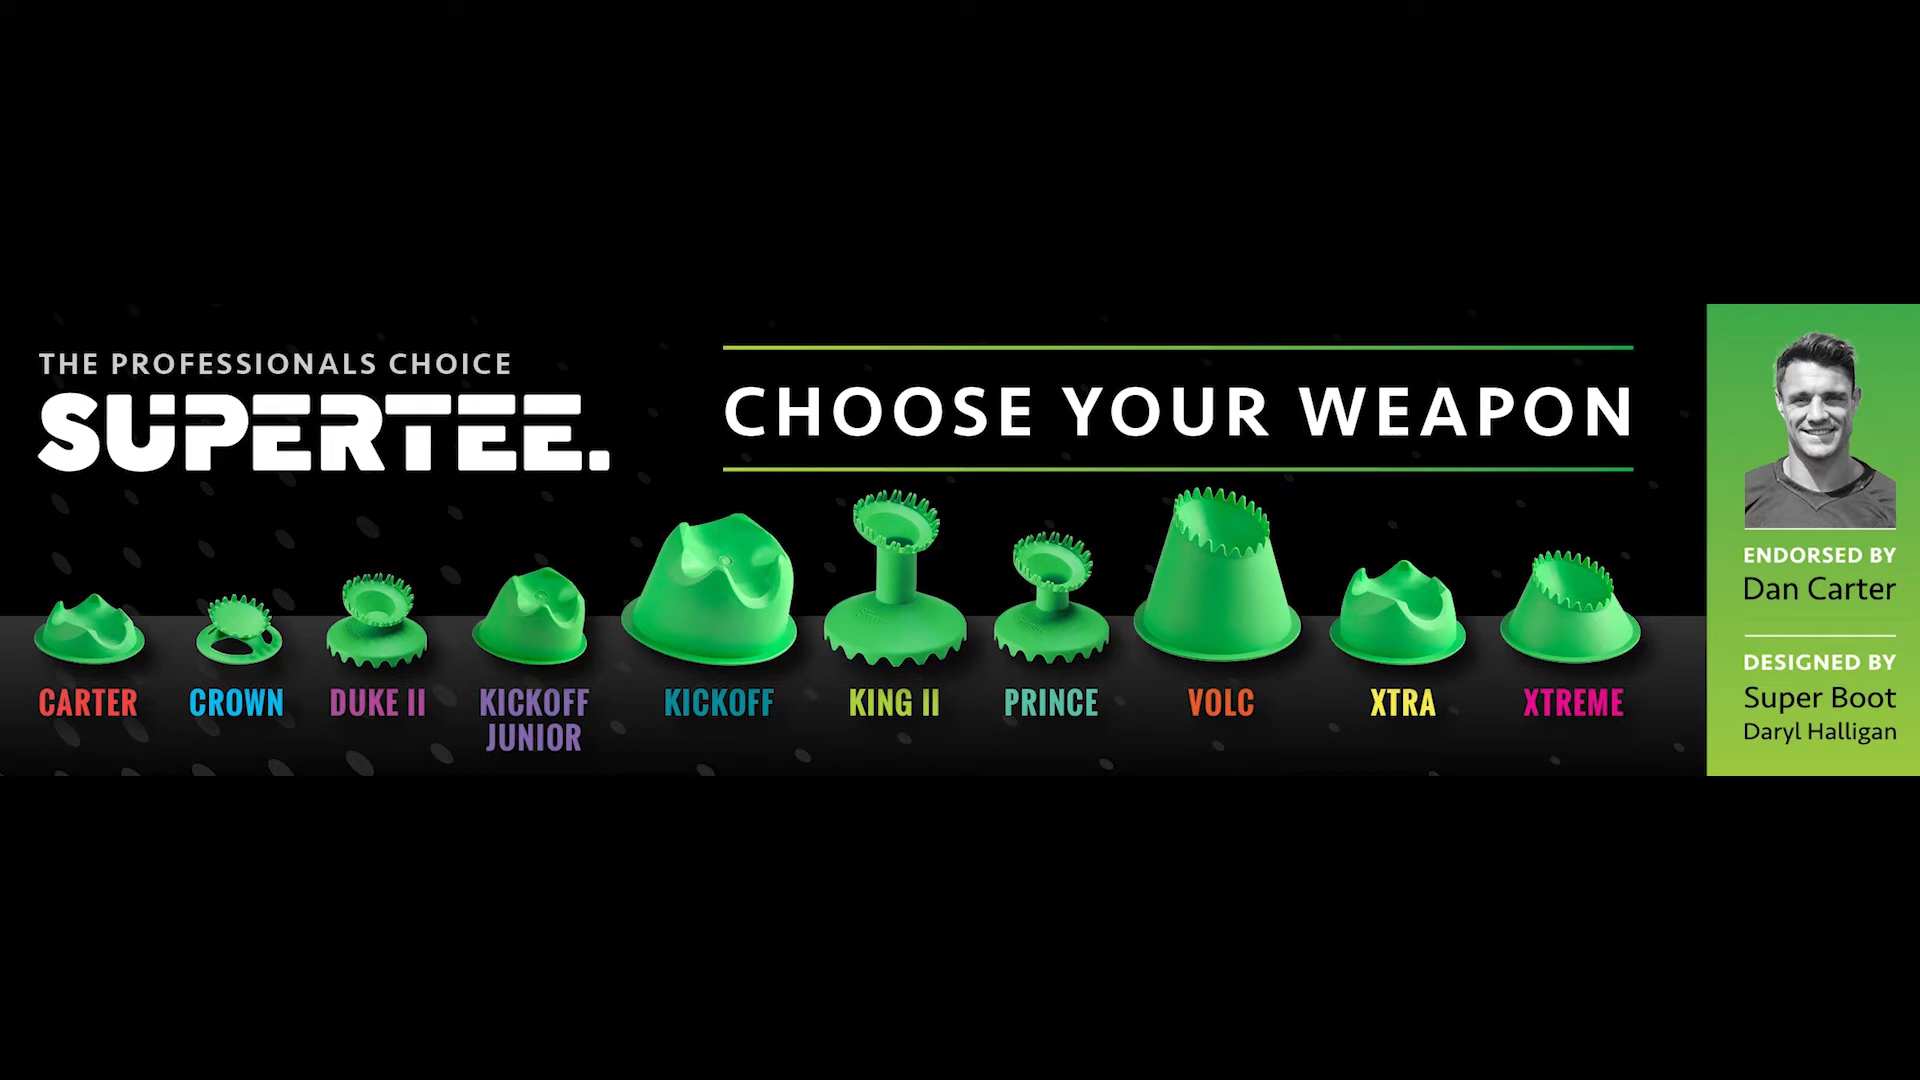 THE PROFESSIONALS CHOICE
SUPERTEE.
CHOOSE YOUR WEAPON
CARTER
CROWN
DUKE II
KICKOFF
JUNIOR
KICKOFF
KING II
PRINCE
VOLC
XTRA
XTREME
ENDORSED BY
Dan Carter
DESIGNED BY
Super Boot
Daryl Halligan